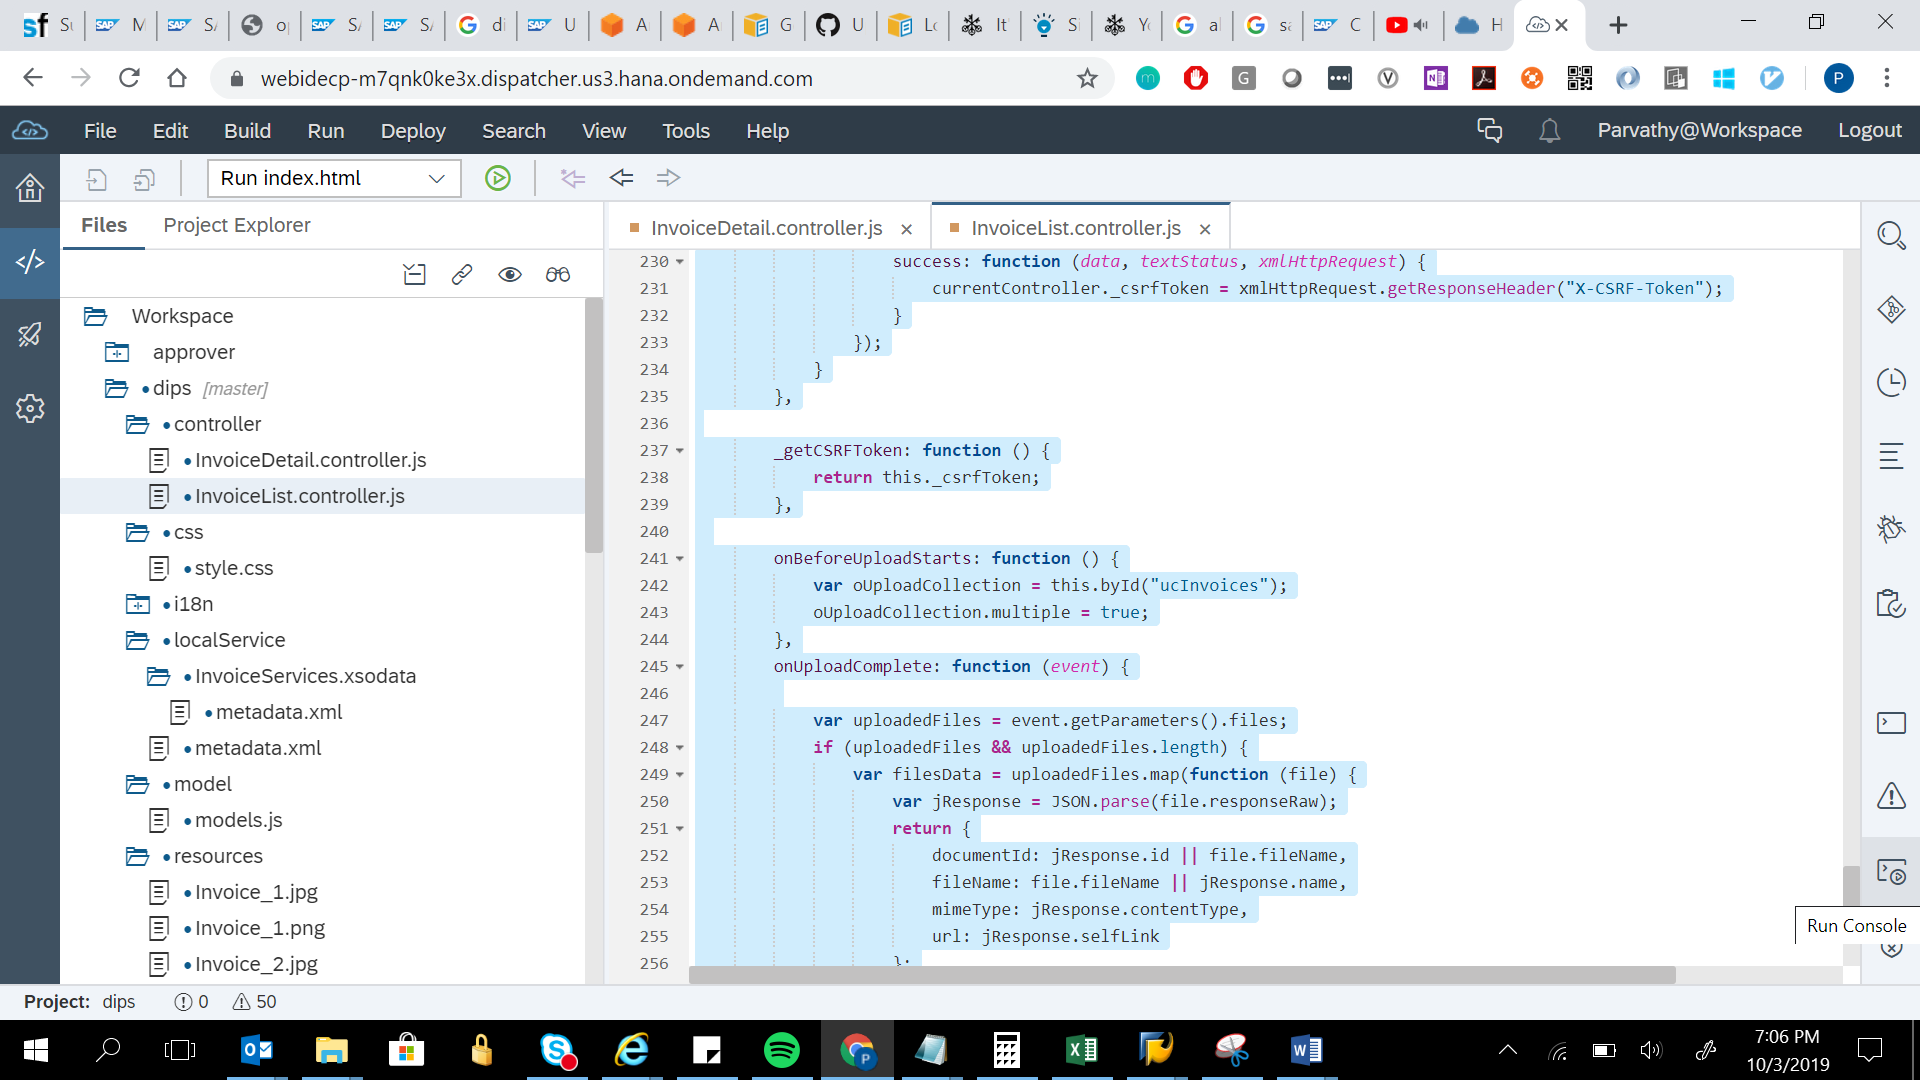 webidecp-m7qnk0ke3x.dispatcher.us3.hana.ondemand.com
File Edit Build Run Deploy Search View Tools Help
Parvathy@Workspace Logout
Run index.html
Files Project Explorer
InvoiceDetail.controller.js × InvoiceList.controller.js ×
Workspace
approver
dips [master]
controller
InvoiceDetail.controller.js
InvoiceList.controller.js
css
style.css
i18n
localService
InvoiceServices.xsodata
metadata.xml
metadata.xml
model
models.js
resources
Invoice_1.jpg
Invoice_1.png
Invoice_2.jpg
230 success: function (data, textStatus, xmlHttpRequest) {
231 currentController._csrfToken = xmlHttpRequest.getResponseHeader("X-CSRF-Token");
232 }
233 });
234 }
235 },
236
237 _getCSRFToken: function () {
238 return this._csrfToken;
239 },
240
241 onBeforeUploadStarts: function () {
242 var oUploadCollection = this.byId("ucInvoices");
243 oUploadCollection.multiple = true;
244 },
245 onUploadComplete: function (event) {
246
247 var uploadedFiles = event.getParameters().files;
248 if (uploadedFiles && uploadedFiles.length) {
249 var filesData = uploadedFiles.map(function (file) {
250 var jResponse = JSON.parse(file.responseRaw);
251 return {
252 documentId: jResponse.id || file.fileName,
253 fileName: file.fileName || jResponse.name,
254 mimeType: jResponse.contentType,
255 url: jResponse.selfLink
256 };
Run Console
Project: dips 0 50
7:06 PM
10/3/2019